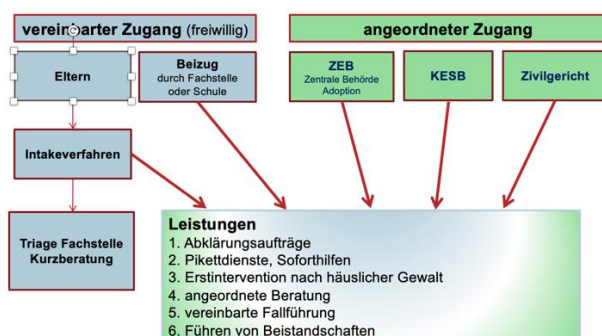 vereinbarter Zugang (freiwillig)
angeordneter Zugang
Eltern
Beizug
durch Fachstelle
oder Schule
ZEB
Zentrale Behörde
Adoption
KESB
Zivilgericht
Intakeverfahren
Triage Fachstelle
Kurzberatung
Leistungen
1. Abklärungsaufträge
2. Pikettdienste, Soforthilfen
3. Erstintervention nach häuslicher Gewalt
4. angeordnete Beratung
5. vereinbarte Fallführung
6. Führen von Beistandschaften